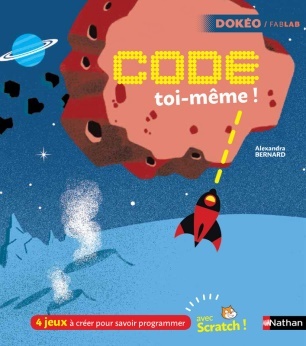 DOKÉO / FABLAB
CODE
toi-même !
Alexandra
BERNARD
4 jeux à créer pour savoir programmer
avec
Scratch !
Nathan